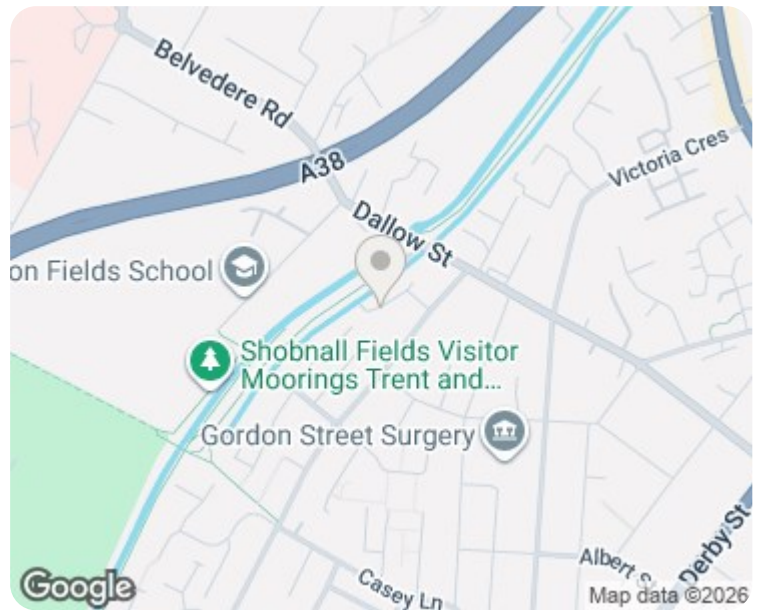 Belvedere Rd
A38
Victoria Cres
Dallow St
on Fields School
Shobnall Fields Visitor
Moorings Trent and...
Gordon Street Surgery
Derby St
Albert S
Casey Ln
Google
Map data ©2026